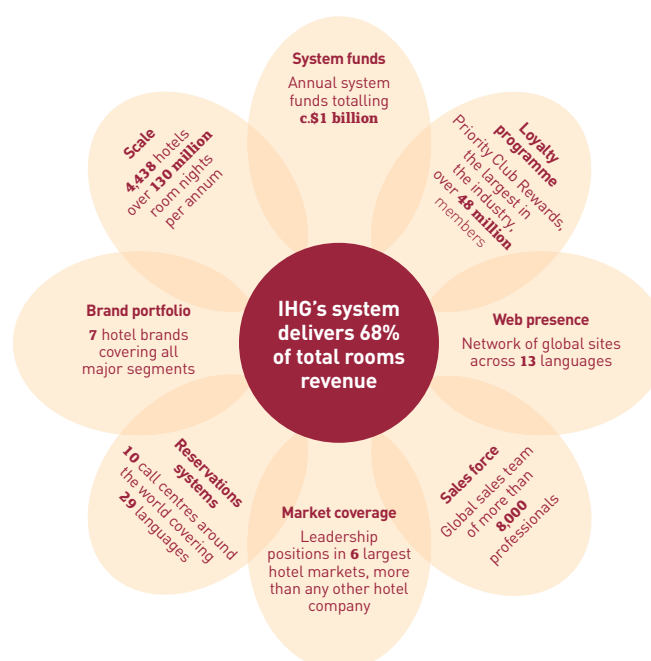 System funds
Annual system
funds totalling
c.$1 billion
Loyalty
programme
Priority Club Rewards,
the largest in
the industry,
over 48 million
members
Web presence
Network of global sites
across 13 languages
Sales force
Global sales team
of more than
8,000
professionals
Market coverage
Leadership
positions in 6 largest
hotel markets, more
than any other hotel
company
Reservations
systems
10 call centres around
the world covering
29 languages
Brand portfolio
7 hotel brands
covering all
major segments
Scale
4,438 hotels
over 130 million
room nights
per annum
IHG's system
delivers 68%
of total rooms
revenue